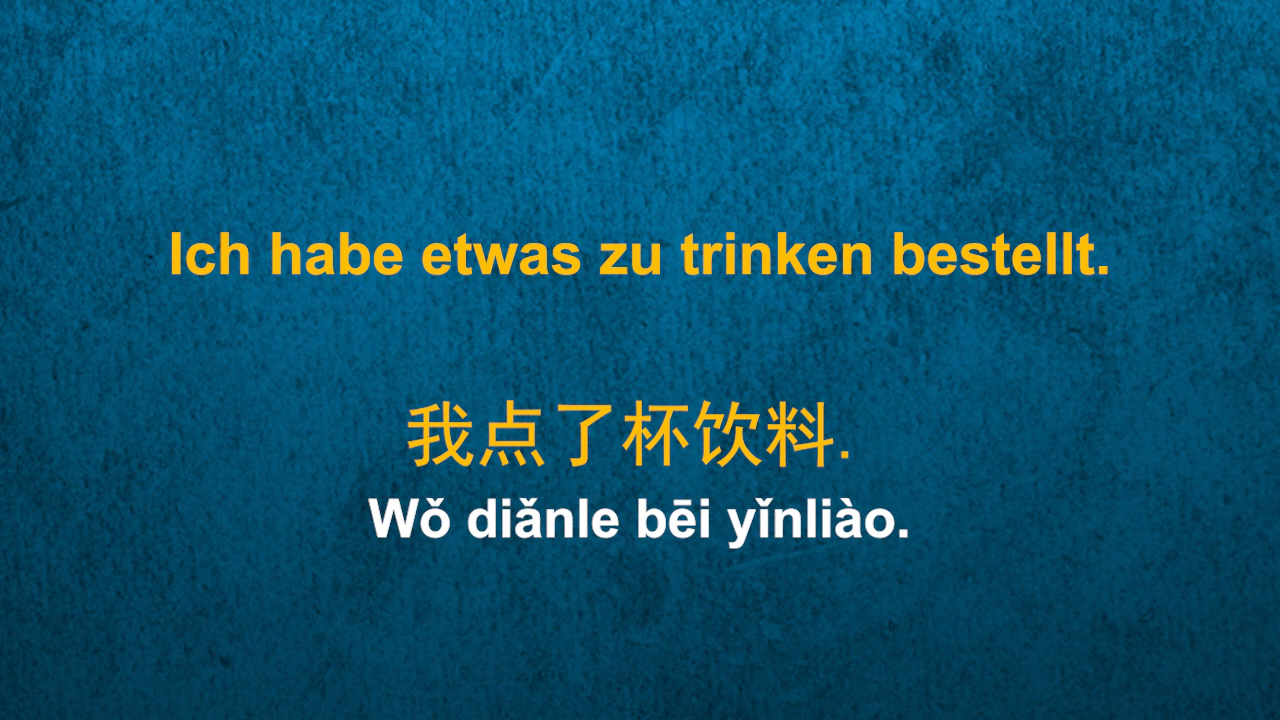 Ich habe etwas zu trinken bestellt.
我点了杯饮料.
Wǒ diǎnle bēi yǐnliào.